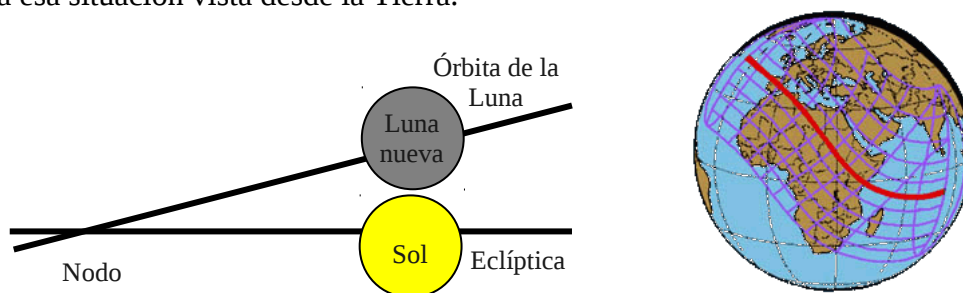 a esa situación vista desde la Tierra.
Órbita de la
Luna
Luna
nueva
Sol
Eclíptica
Nodo